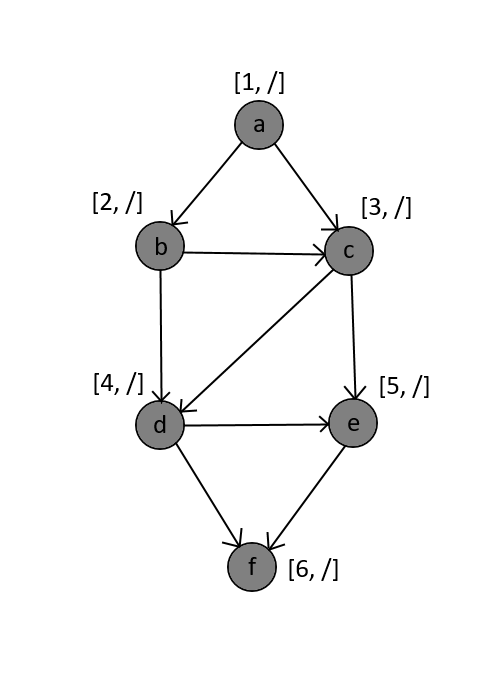 [1, /]
a
[2, /]
b
[3, /]
c
[4, /]
d
[5, /]
e
f
[6, /]